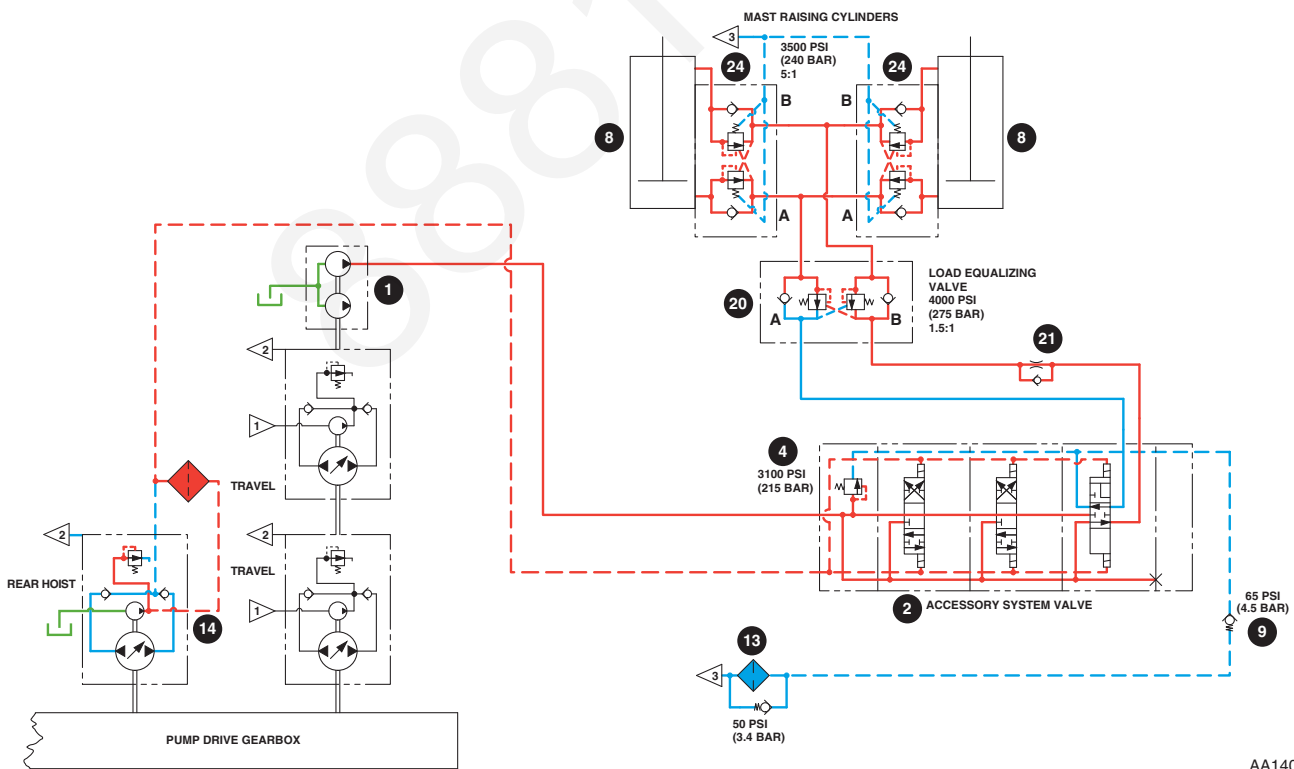 MAST RAISING CYLINDERS
3
3500 PSI
(240 BAR)
5:1
24
24
B
B
8
8
A
A
1
LOAD EQUALIZING
VALVE
4000 PSI
(275 BAR)
1.5:1
20
A
B
21
2
1
4
3100 PSI
(215 BAR)
TRAVEL
2
2
TRAVEL
REAR HOIST
1
14
2
ACCESSORY SYSTEM VALVE
65 PSI
(4.5 BAR)
9
13
3
50 PSI
(3.4 BAR)
PUMP DRIVE GEARBOX
AA140